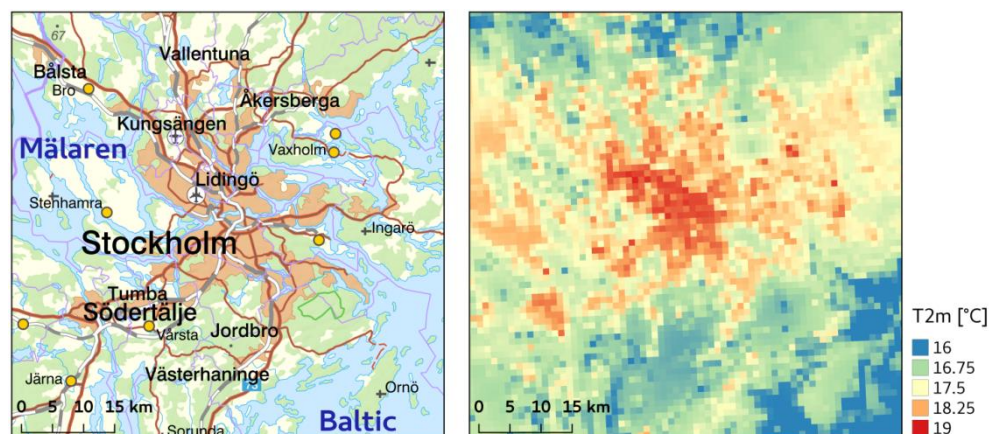 67
Vallentuna
Bålsta
Bro
Åkersberga
Kungsängen
Mälaren
Vaxholm
Lidingö
Stenhamra
Ingarö
Stockholm
Tumba
Södertälje
Vårsta
Jordbro
Järna
Västerhaninge
Ornö
0 5 10 15 km
Baltic
Sorunda
0 5 10 15 km
T2m [°C]
16
16.75
17.5
18.25
19